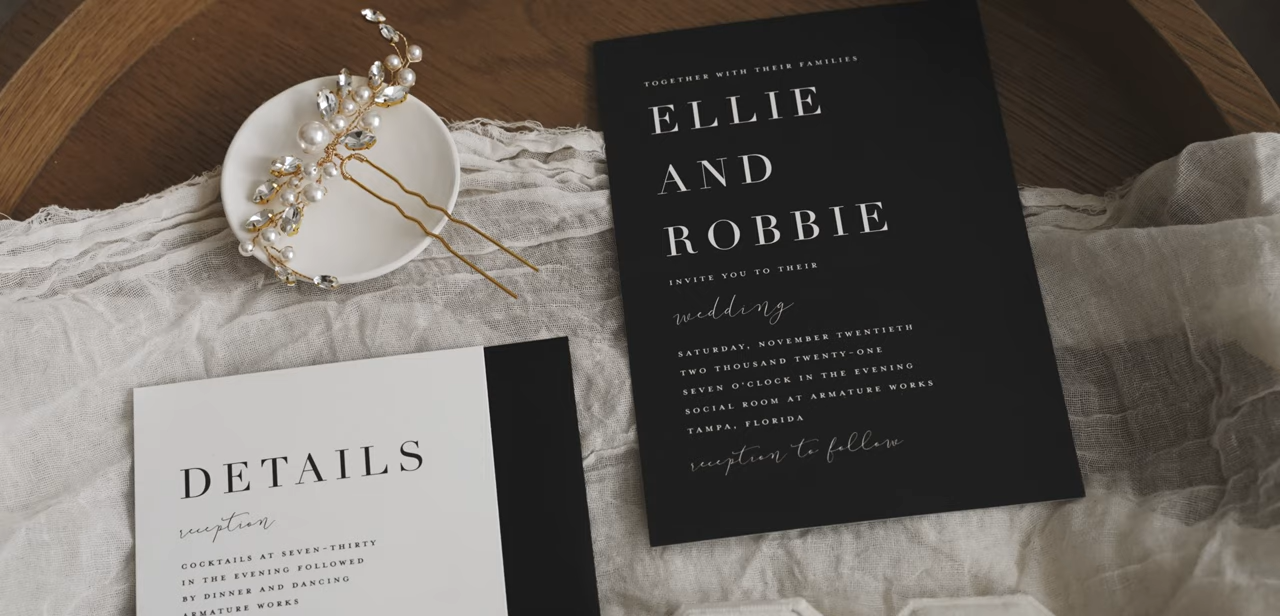 TOGETHER WITH THEIR FAMILIES
ELLIE
AND
ROBBIE
INVITE YOU TO THEIR
wedding
SATURDAY, NOVEMBER TWENTIETH
TWO THOUSAND TWENTY-ONE
SEVEN O'CLOCK IN THE EVENING
SOCIAL ROOM AT ARMATURE WORKS
TAMPA, FLORIDA
reception to follow
DETAILS
reception
COCKTAILS AT SEVEN-THIRTY
IN THE EVENING FOLLOWED
BY DINNER AND DANCING
ARMATURE WORKS